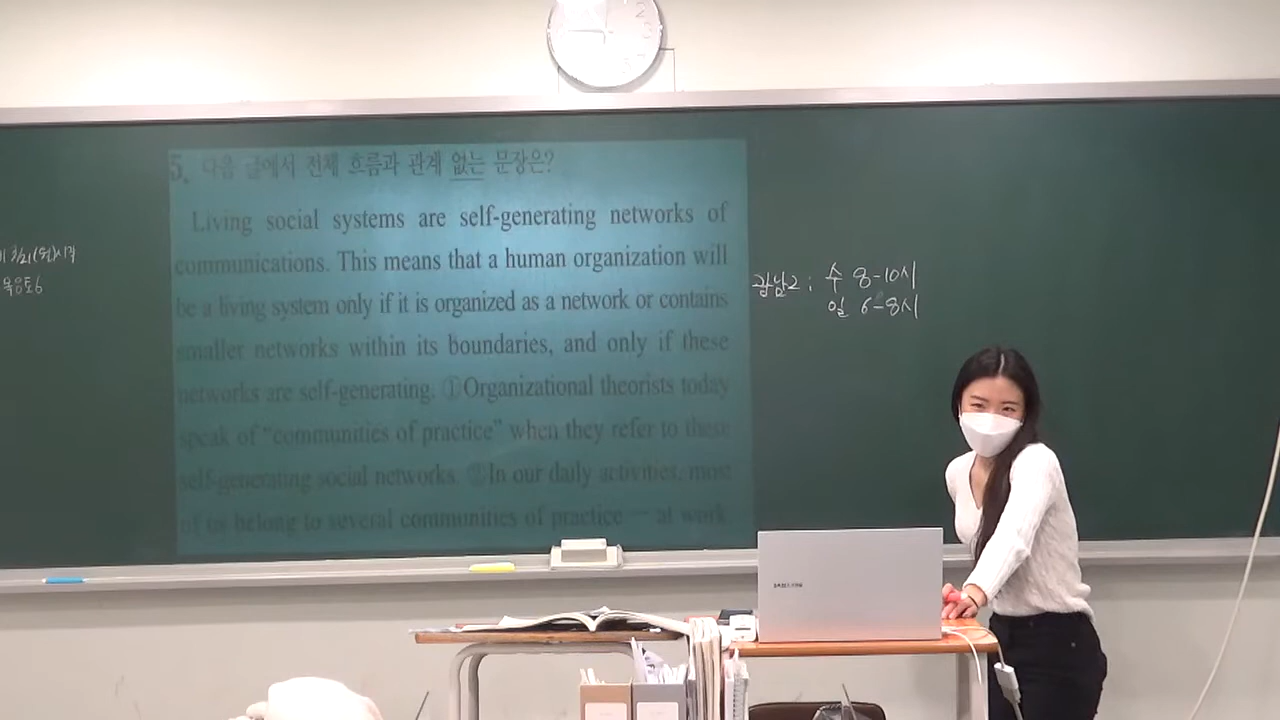 5. 다음 글에서 전체 흐름과 관계 없는 문장은?
Living social systems are self-generating networks of
communications. This means that a human organization will
be a living system only if it is organized as a network or contains
smaller networks within its boundaries, and only if these
networks are self-generating. ①Organizational theorists today
speak of “communities of practice” when they refer to these
self-generating social networks. ②In our daily activities, most
of us belong to several communities of practice — at work,
수 8-10시
일 6-8시